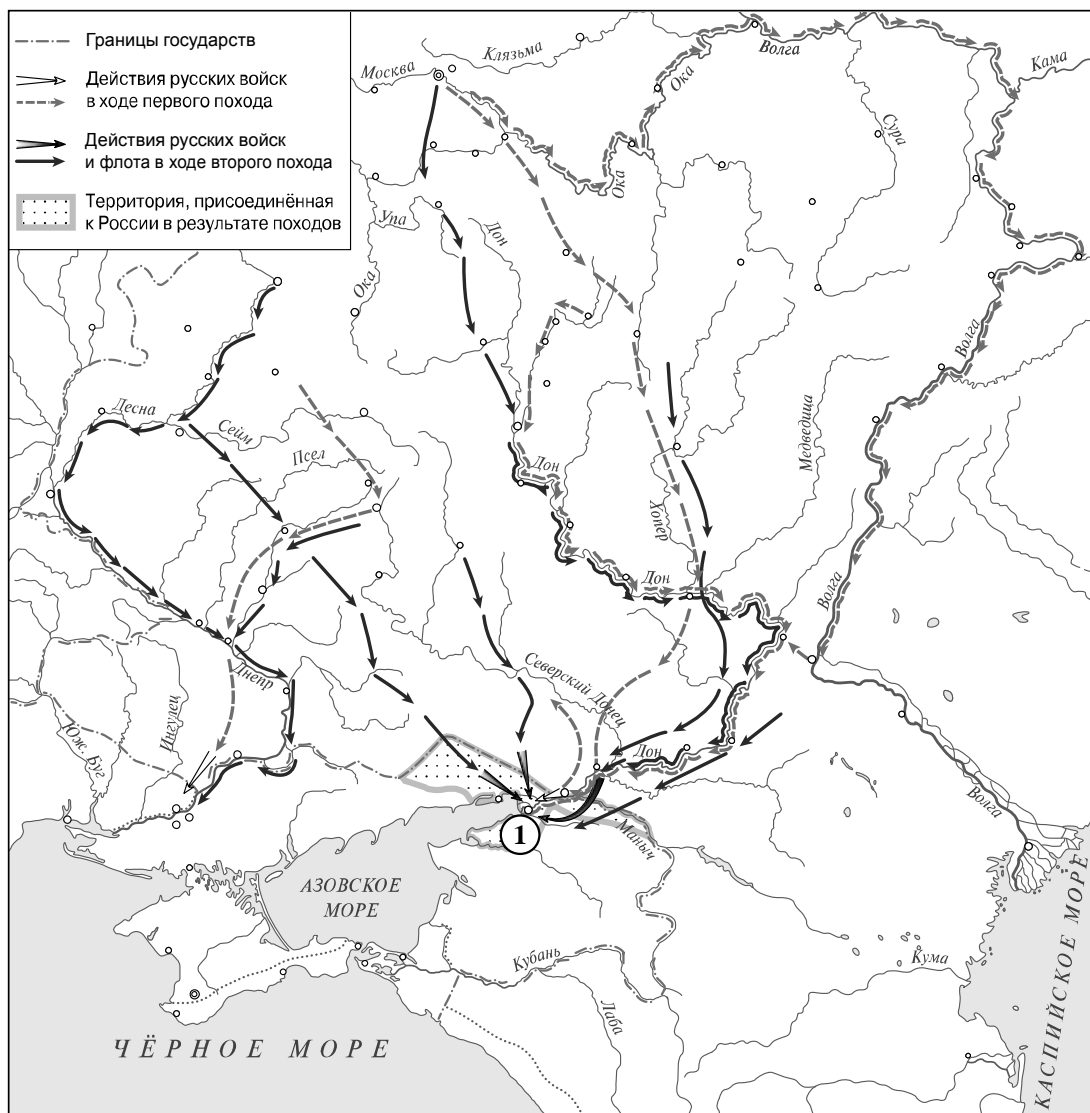 Границы государств
Действия русских войск
в ходе первого похода
Действия русских войск
и флота в ходе второго похода
Территория, присоединённая
к России в результате походов
Москва
Клязьма
Волга
Ока
Кама
Сура
Ока
Упа
Дон
Ока
Волга
Десна
Сейм
Псел
Медведица
Дон
Хопер
Дон
Волга
Северский Донец
Днепр
Ингулец
Юж. Буг
Дон
Волга
Маныч
1
АЗОВСКОЕ
МОРЕ
Кубань
Кума
Лаба
ЧЁРНОЕ МОРЕ
КАСПИЙСКОЕ МОРЕ